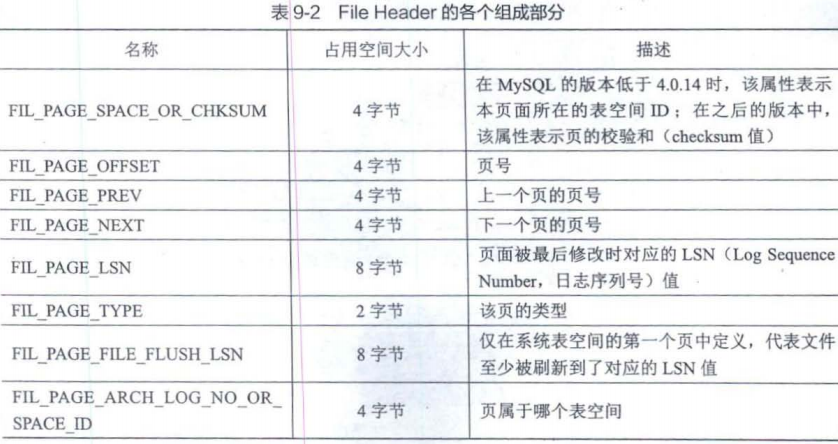 表 9-2 File Header 的各个组成部分
名称 占用空间大小 描述
FIL_PAGE_SPACE_OR_CHKSUM 4 字节 在 MySQL 的版本低于 4.0.14 时，该属性表示
本页面所在的表空间 ID；在之后的版本中，
该属性表示页的校验和（checksum 值）
FIL_PAGE_OFFSET 4 字节 页号
FIL_PAGE_PREV 4 字节 上一个页的页号
FIL_PAGE_NEXT 4 字节 下一个页的页号
FIL_PAGE_LSN 8 字节 页面被最后修改时对应的 LSN（Log Sequence
Number，日志序列号）值
FIL_PAGE_TYPE 2 字节 该页的类型
FIL_PAGE_FILE_FLUSH_LSN 8 字节 仅在系统表空间的第一个页中定义，代表文件
至少被刷新到了对应的 LSN 值
FIL_PAGE_ARCH_LOG_NO_OR_
SPACE_ID 4 字节 页属于哪个表空间